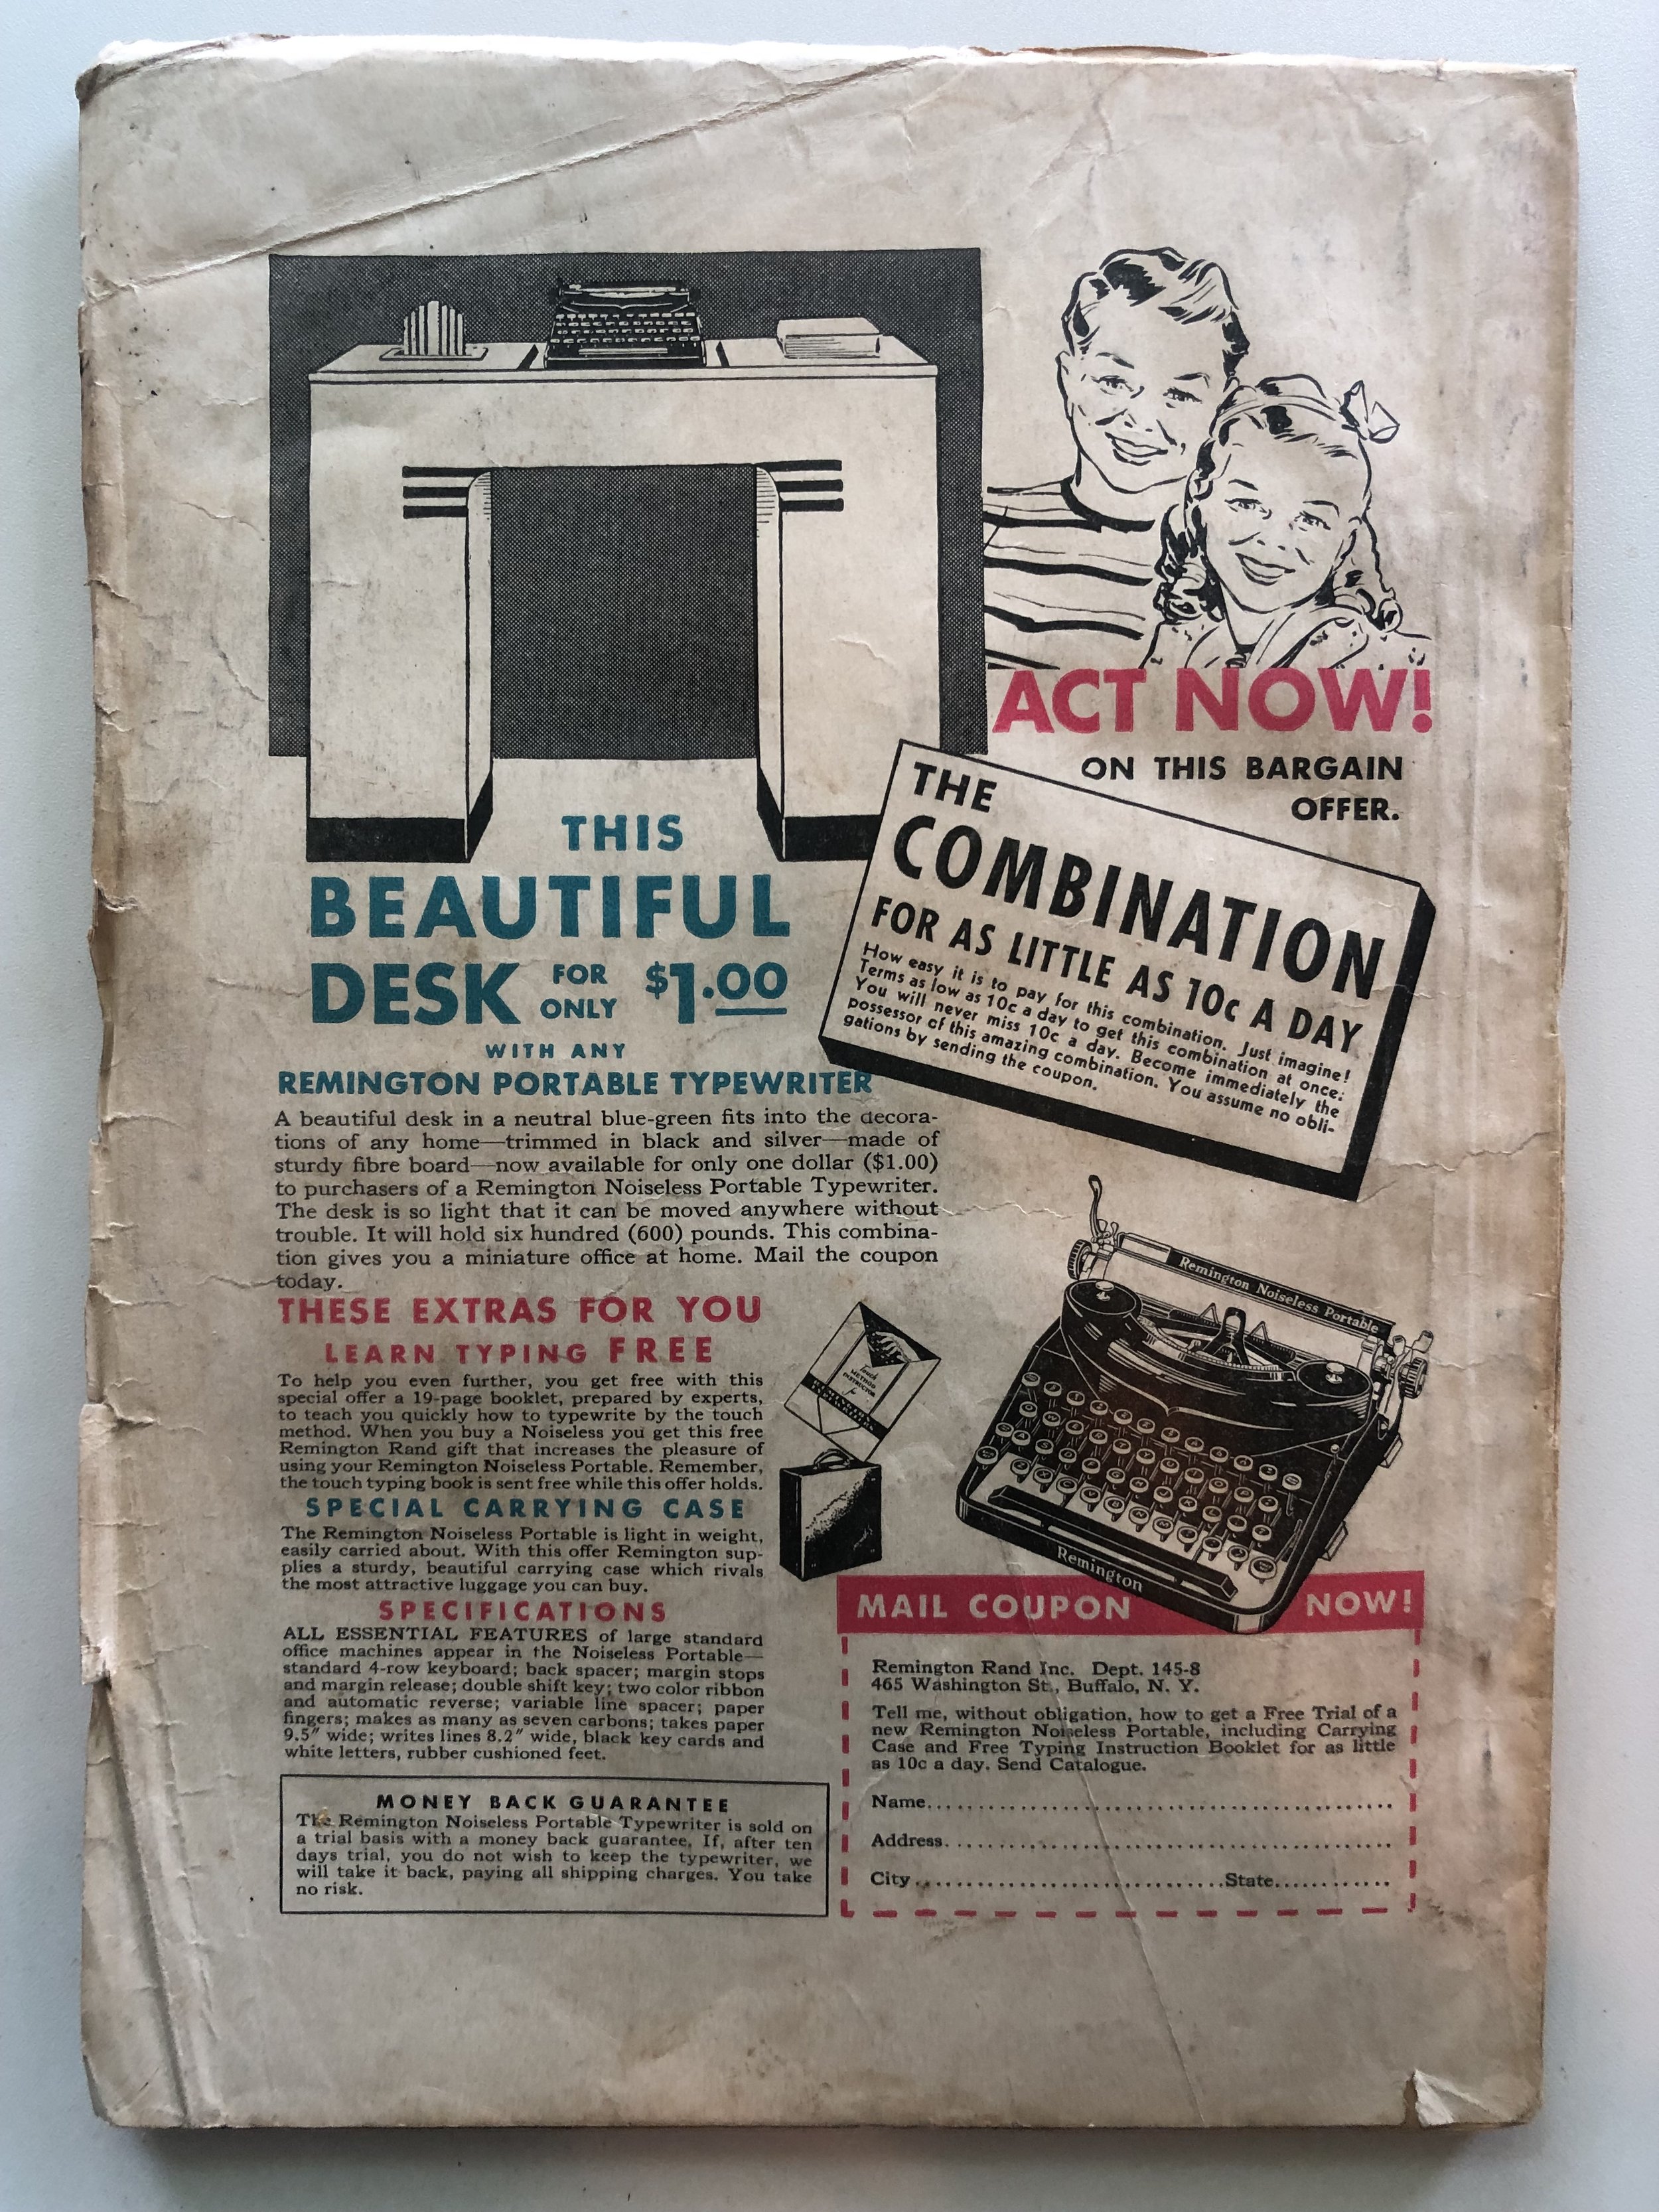 ACT NOW!
ON THIS BARGAIN
OFFER.
THE
COMBINATION
FOR AS LITTLE AS 10c A DAY
How easy it is to pay for this combination. Just imagine!
Terms as low as 10c a day to get this combination at once:
You will never miss 10c a day. Become immediately the
possessor of this amazing combination. You assume no obli-
gations by sending the coupon.
THIS
BEAUTIFUL
DESK FOR ONLY $1.00
WITH ANY
REMINGTON PORTABLE TYPEWRITER
A beautiful desk in a neutral blue-green fits into the decora-
tions of any home—trimmed in black and silver—made of
sturdy fibre board—now available for only one dollar ($1.00)
to purchasers of a Remington Noiseless Portable Typewriter.
The desk is so light that it can be moved anywhere without
trouble. It will hold six hundred (600) pounds. This combina-
tion gives you a miniature office at home. Mail the coupon
today.
THESE EXTRAS FOR YOU
LEARN TYPING FREE
To help you even further, you get free with this
special offer a 19-page booklet, prepared by experts,
to teach you quickly how to typewrite by the touch
method. When you buy a Noiseless you get this free
Remington Rand gift that increases the pleasure of
using your Remington Noiseless Portable. Remember,
the touch typing book is sent free while this offer holds.
SPECIAL CARRYING CASE
The Remington Noiseless Portable is light in weight,
easily carried about. With this offer Remington sup-
plies a sturdy, beautiful carrying case which rivals
the most attractive luggage you can buy.
SPECIFICATIONS
ALL ESSENTIAL FEATURES of large standard
office machines appear in the Noiseless Portable—
standard 4-row keyboard; back spacer; margin stops
and margin release; double shift key; two color ribbon
and automatic reverse; variable line spacer; paper
fingers; makes as many as seven carbons; takes paper
9.5″ wide; writes lines 8.2″ wide, black key cards and
white letters, rubber cushioned feet.
MONEY BACK GUARANTEE
The Remington Noiseless Portable Typewriter is sold on
a trial basis with a money back guarantee. If, after ten
days trial, you do not wish to keep the typewriter, we
will take it back, paying all shipping charges. You take
no risk.
Touch
METHOD
INSTRUCTOR
for
Remington Noiseless Portable
Remington
MAIL COUPON NOW!
Remington Rand Inc. Dept. 145-8
465 Washington St., Buffalo, N. Y.
Tell me, without obligation, how to get a Free Trial of a
new Remington Noiseless Portable, including Carrying
Case and Free Typing Instruction Booklet for as little
as 10c a day. Send Catalogue.
Name
Address
City State